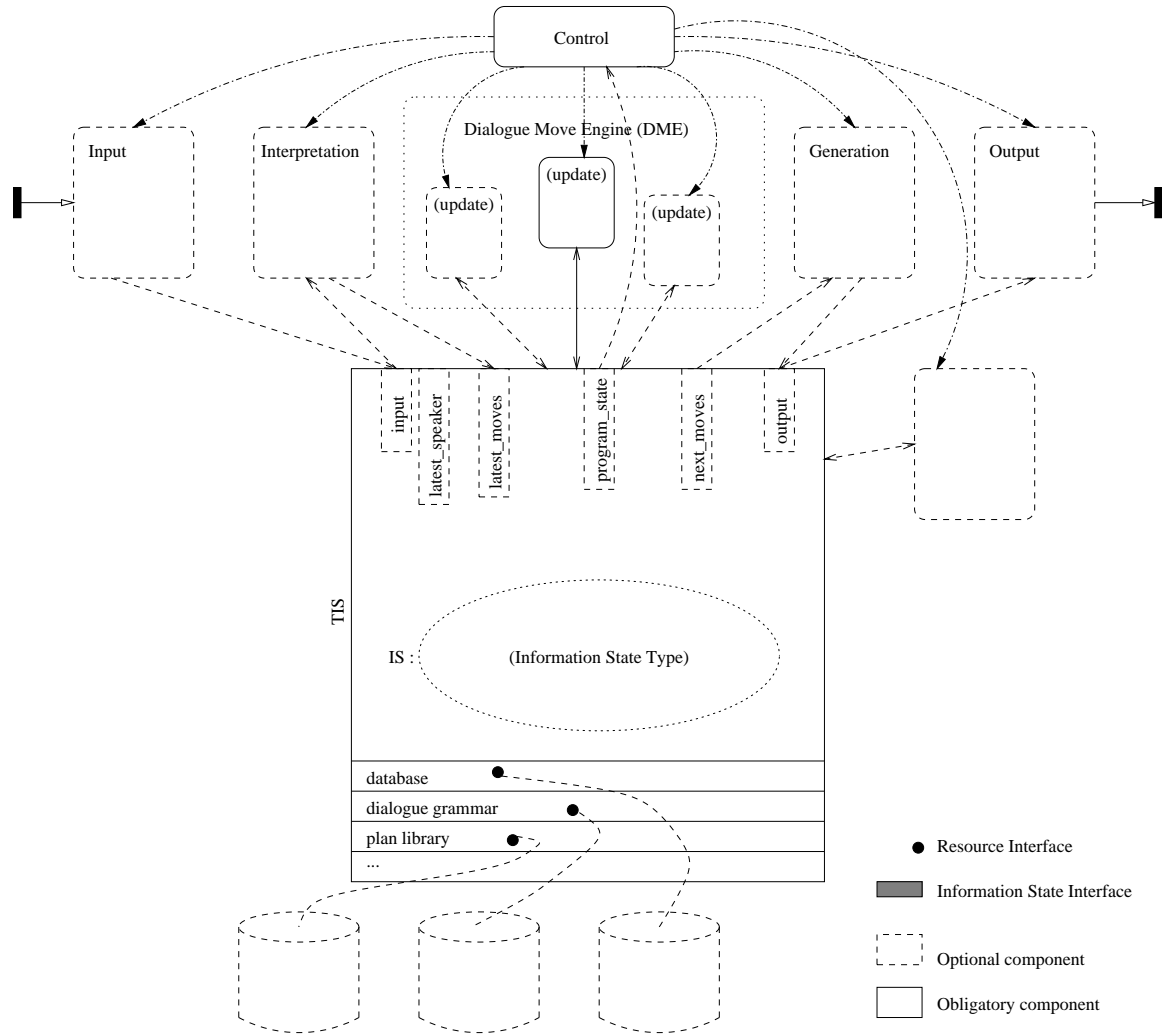 Control
Dialogue Move Engine (DME)
Input
Interpretation
Generation
Output
(update)
(update)
(update)
input
latest_speaker
latest_moves
program_state
next_moves
output
TIS
IS :
(Information State Type)
database
dialogue grammar
plan library
...
Resource Interface
Information State Interface
Optional component
Obligatory component